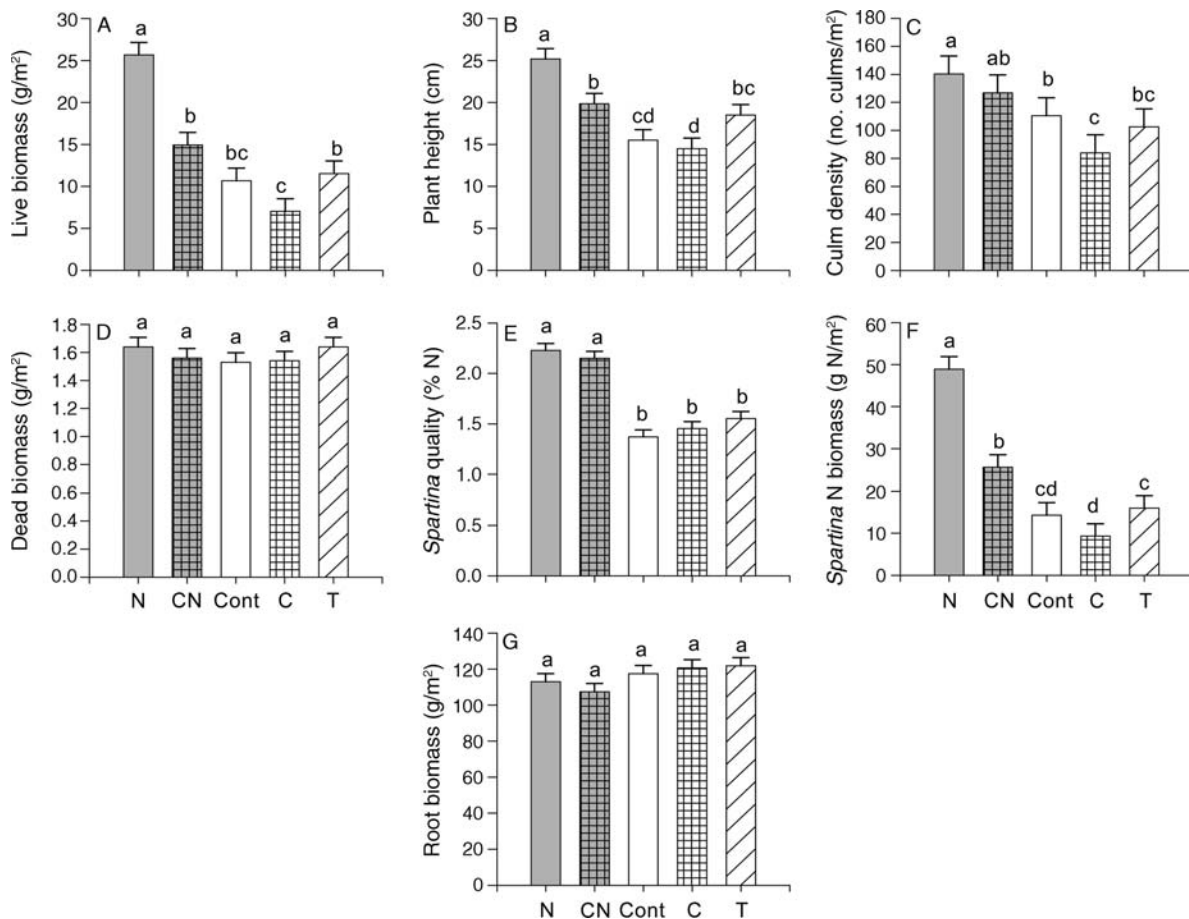 A
Live biomass (g/m²)
30
25
20
15
10
5
0
a
b
bc
c
b
B
Plant height (cm)
30
25
20
15
10
5
0
a
b
cd
d
bc
C
Culm density (no. culms/m²)
180
160
140
120
100
80
60
40
20
0
a
ab
b
c
bc
D
Dead biomass (g/m²)
1.8
1.6
1.4
1.2
1.0
0.8
0.6
0.4
0.2
0.0
a
a
a
a
a
N CN Cont C T
E
Spartina quality (% N)
2.5
2.0
1.5
1.0
0.5
0.0
a
a
b
b
b
F
Spartina N biomass (g N/m²)
60
50
40
30
20
10
0
a
b
cd
d
c
N CN Cont C T
G
Root biomass (g/m²)
140
120
100
80
60
40
20
0
a
a
a
a
a
N CN Cont C T